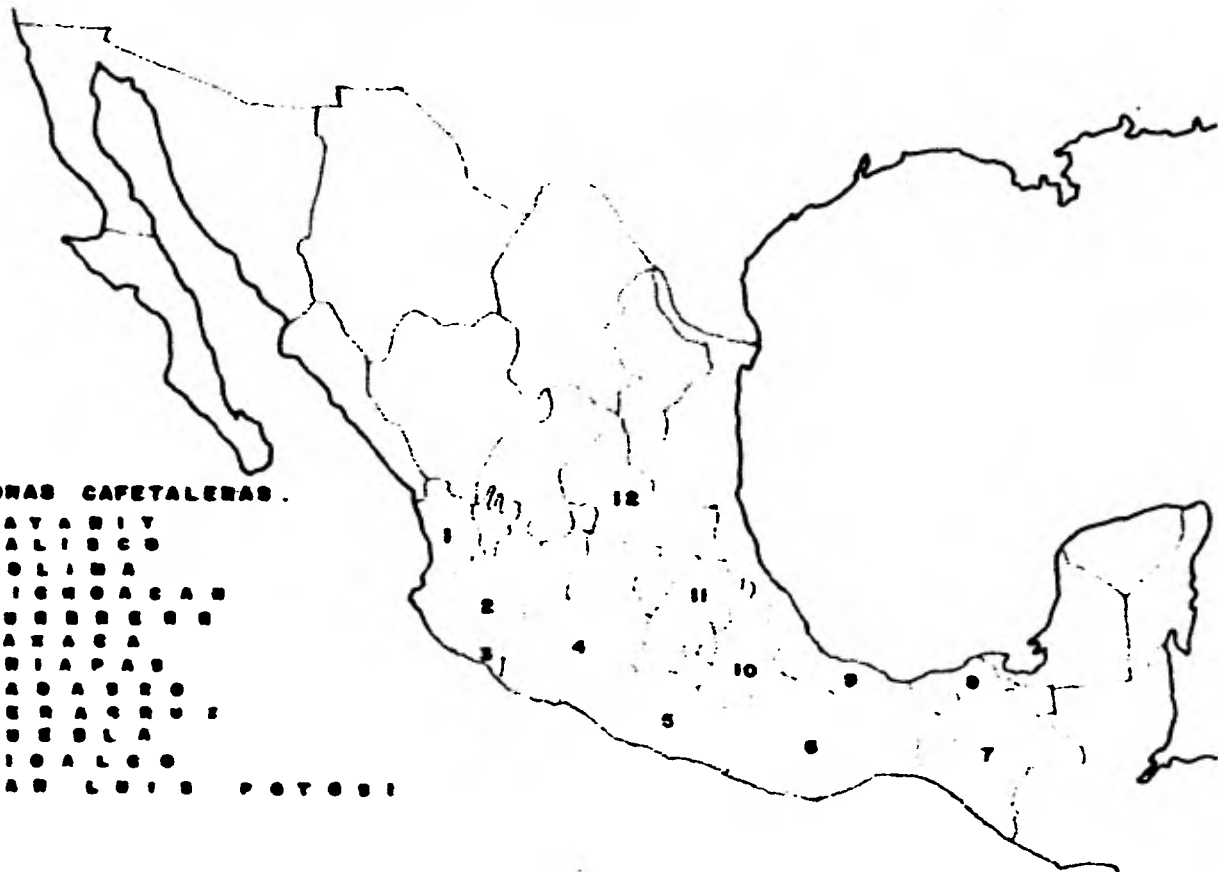 ONAS CAFETALERAS.
AYARIT
ALISCO
OLIMA
ICHOACAN
UERRERO
AXACA
HIAPAS
ABASCO
ERACRUZ
UEBLA
IDALGO
AN LUIS POTOSI
12
1
11
2
3
4
10
9
8
5
6
7